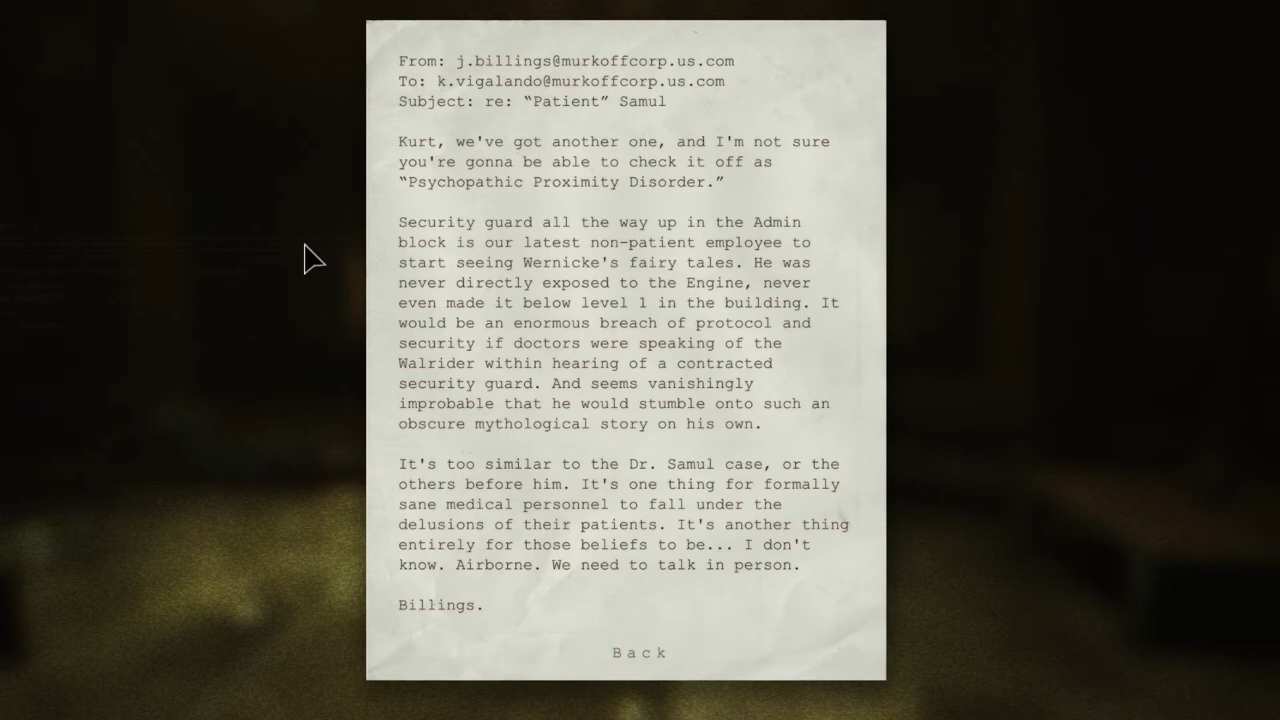 From: j.billings@murkoffcorp.us.com
To: k.vigalando@murkoffcorp.us.com
Subject: re: “Patient” Samul
Kurt, we've got another one, and I'm not sure
you're gonna be able to check it off as
“Psychopathic Proximity Disorder.”
Security guard all the way up in the Admin
block is our latest non-patient employee to
start seeing Wernicke's fairy tales. He was
never directly exposed to the Engine, never
even made it below level 1 in the building. It
would be an enormous breach of protocol and
security if doctors were speaking of the
Walrider within hearing of a contracted
security guard. And seems vanishingly
improbable that he would stumble onto such an
obscure mythological story on his own.
It's too similar to the Dr. Samul case, or the
others before him. It's one thing for formally
sane medical personnel to fall under the
delusions of their patients. It's another thing
entirely for those beliefs to be... I don't
know. Airborne. We need to talk in person.
Billings.
Back